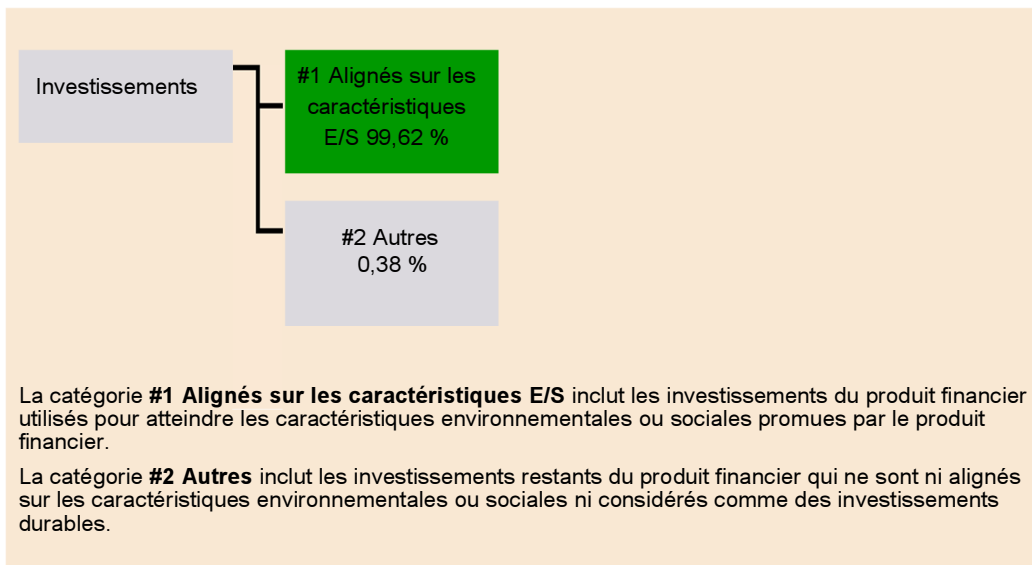 Investissements
#1 Alignés sur les
caractéristiques
E/S 99,62 %
#2 Autres
0,38 %
La catégorie #1 Alignés sur les caractéristiques E/S inclut les investissements du produit financier
utilisés pour atteindre les caractéristiques environnementales ou sociales promues par le produit
financier.
La catégorie #2 Autres inclut les investissements restants du produit financier qui ne sont ni alignés
sur les caractéristiques environnementales ou sociales ni considérés comme des investissements
durables.